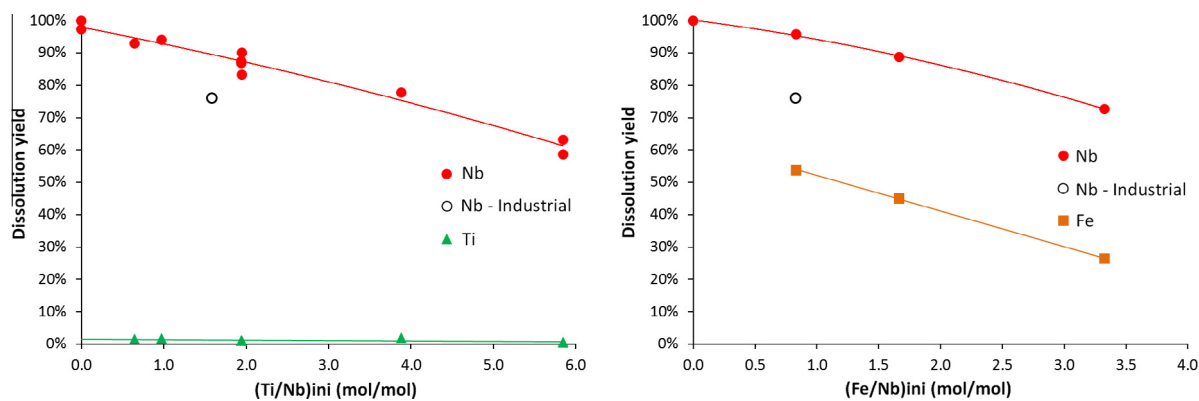 100%
90%
80%
70%
60%
50%
40%
30%
20%
10%
0%
Dissolution yield
0.0 1.0 2.0 3.0 4.0 5.0 6.0
(Ti/Nb)ini (mol/mol)
Nb
Nb - Industrial
Ti
100%
90%
80%
70%
60%
50%
40%
30%
20%
10%
0%
Dissolution yield
0.0 0.5 1.0 1.5 2.0 2.5 3.0 3.5 4.0
(Fe/Nb)ini (mol/mol)
Nb
Nb - Industrial
Fe